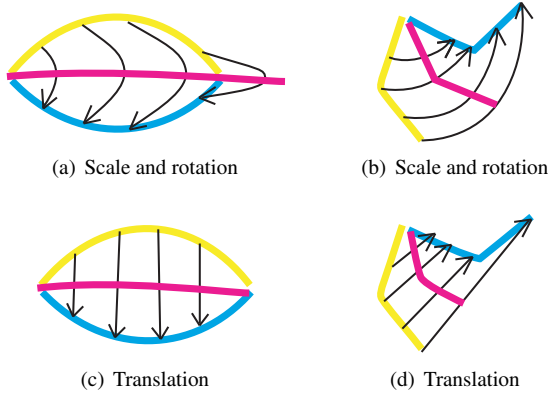 (a) Scale and rotation
(b) Scale and rotation
(c) Translation
(d) Translation